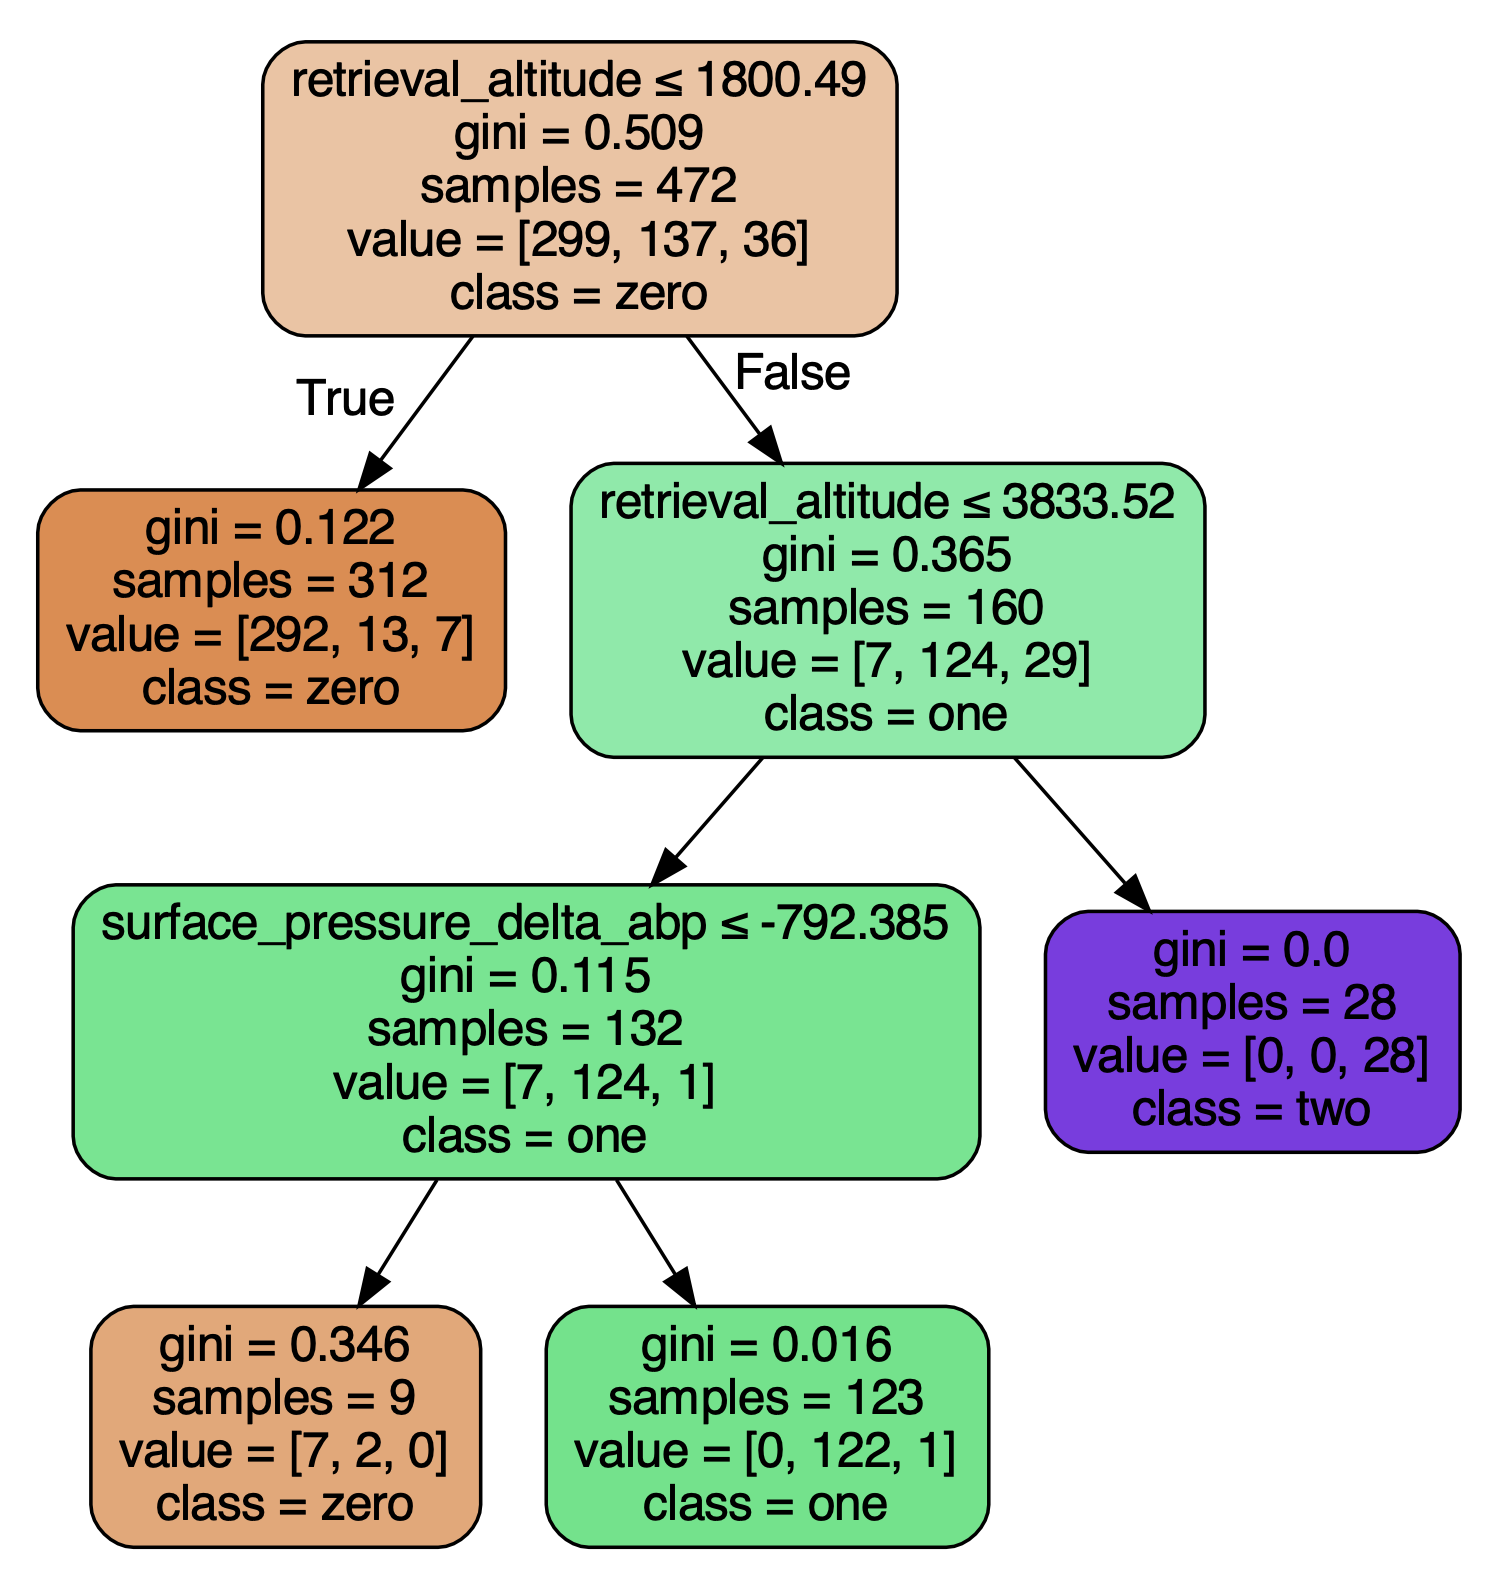 retrieval_altitude ≤ 1800.49
gini = 0.509
samples = 472
value = [299, 137, 36]
class = zero
True
False
gini = 0.122
samples = 312
value = [292, 13, 7]
class = zero
retrieval_altitude ≤ 3833.52
gini = 0.365
samples = 160
value = [7, 124, 29]
class = one
surface_pressure_delta_abp ≤ -792.385
gini = 0.115
samples = 132
value = [7, 124, 1]
class = one
gini = 0.0
samples = 28
value = [0, 0, 28]
class = two
gini = 0.346
samples = 9
value = [7, 2, 0]
class = zero
gini = 0.016
samples = 123
value = [0, 122, 1]
class = one